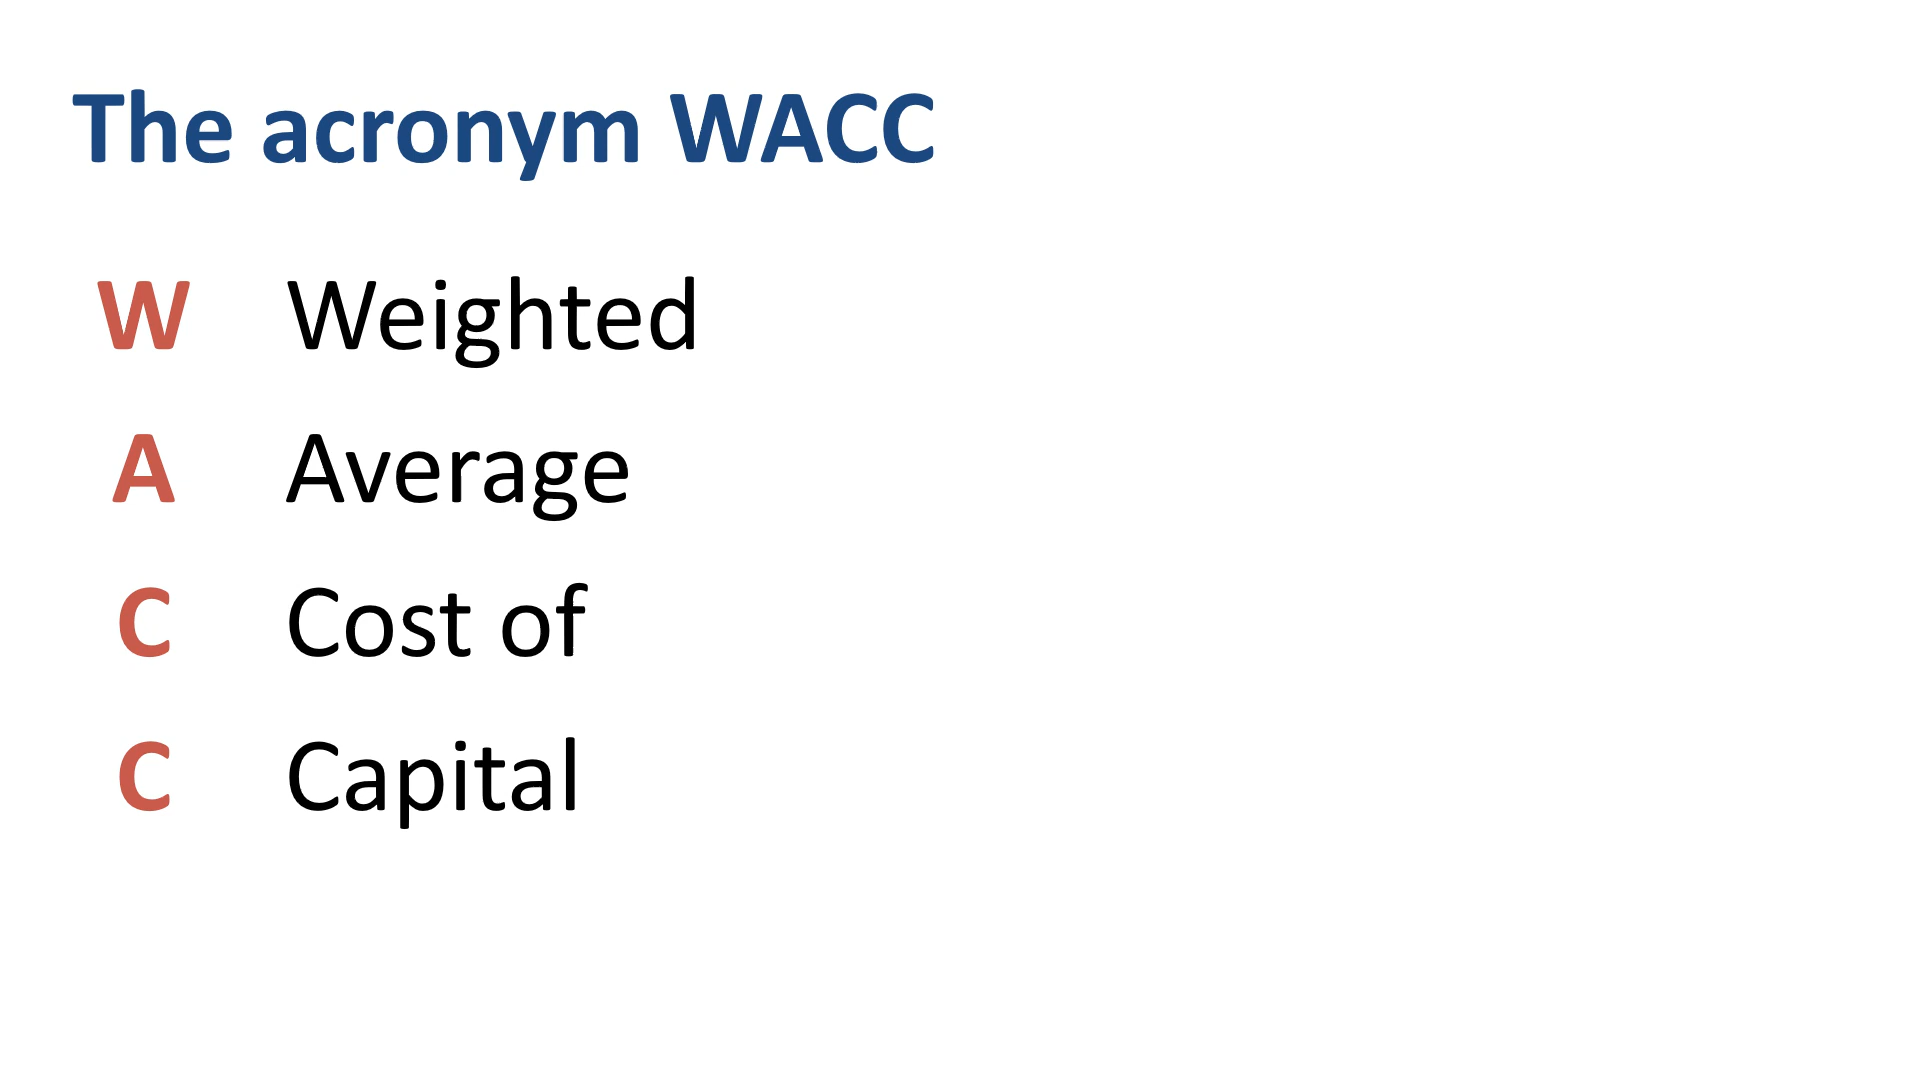 The acronym WACC
W Weighted
A Average
C Cost of
C Capital